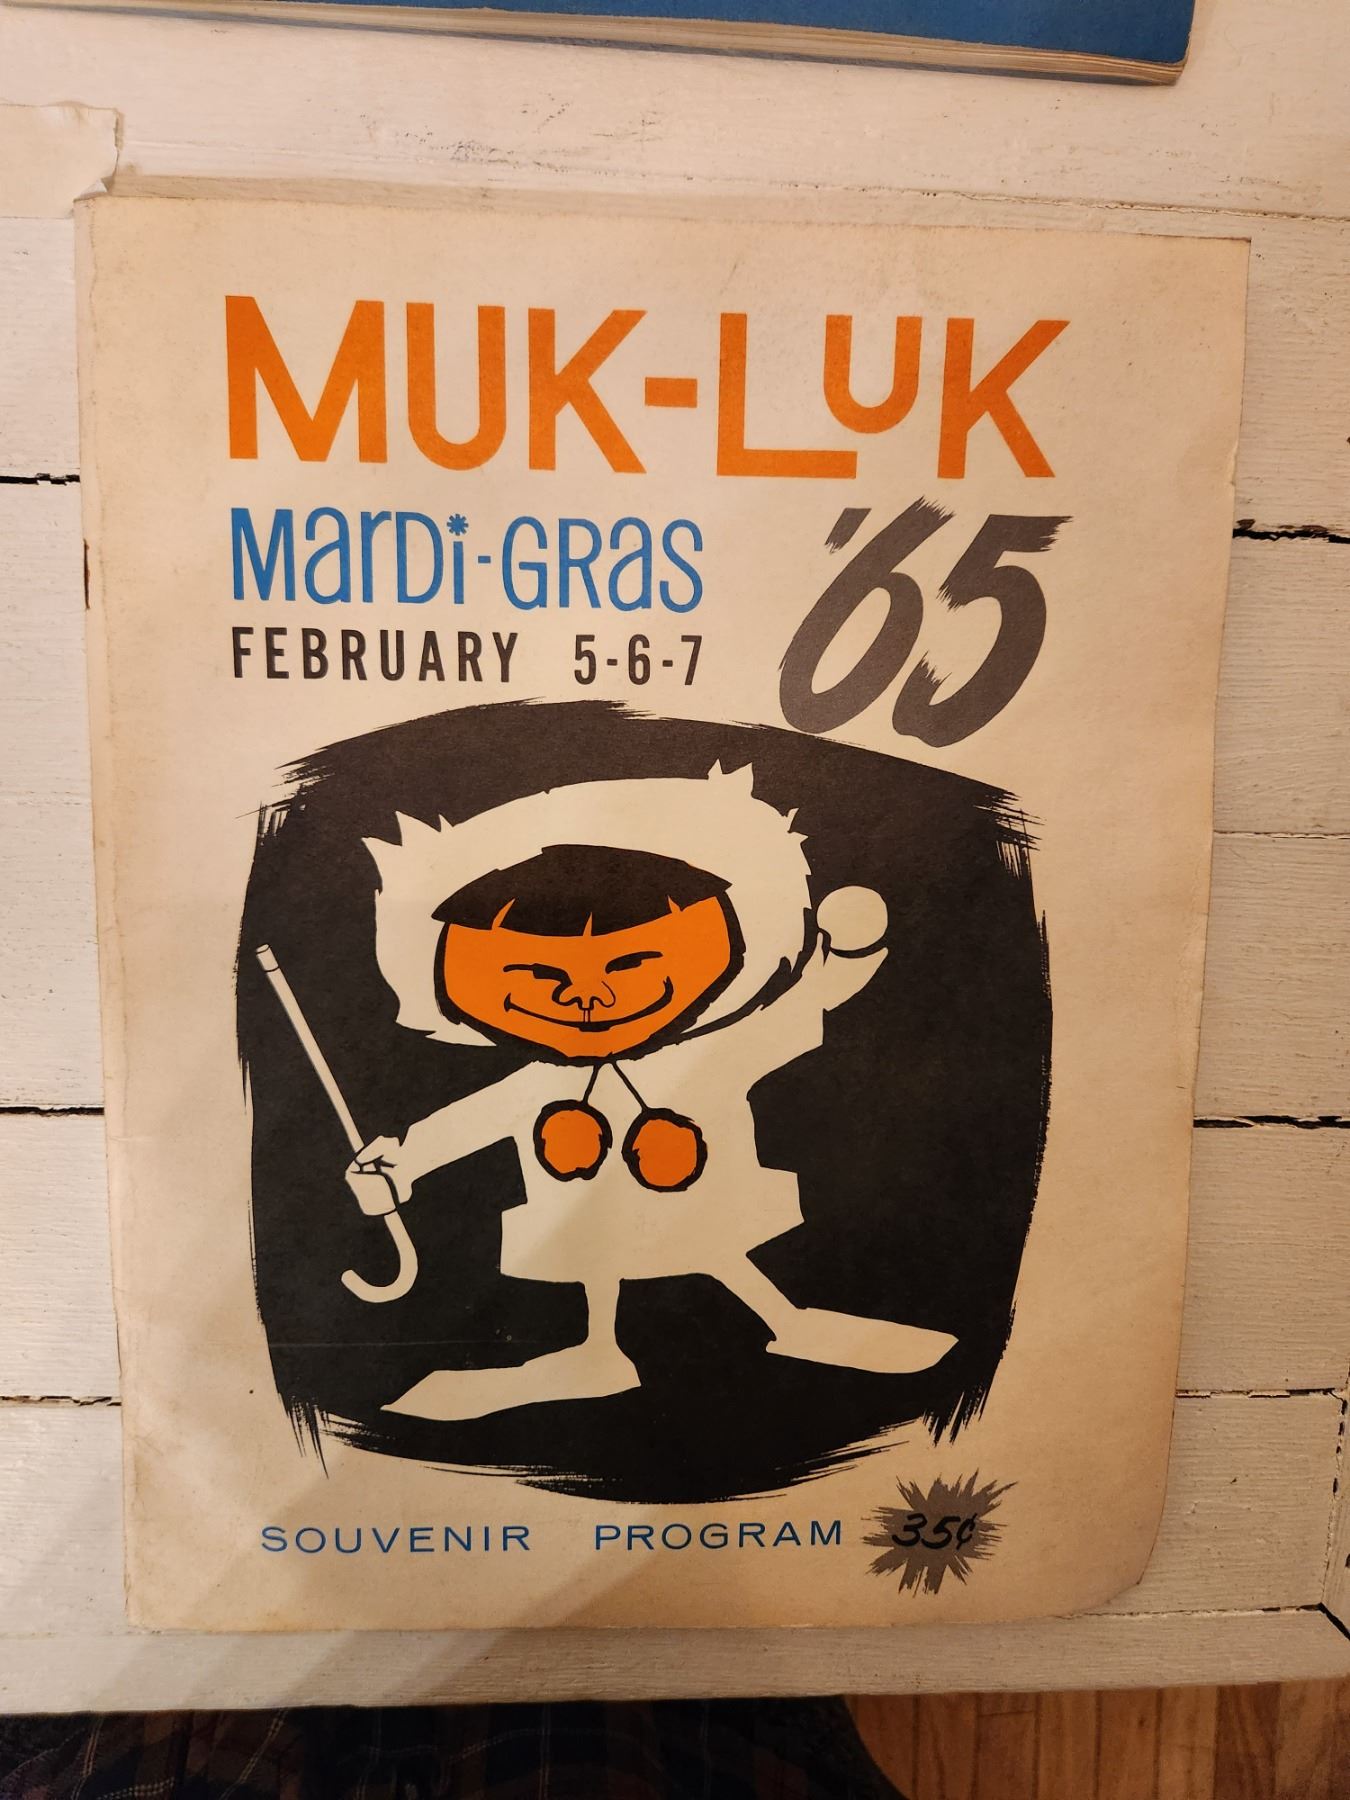 MUK-LUK
MarDi-GRaS '65
FEBRUARY 5-6-7
SOUVENIR PROGRAM 35¢